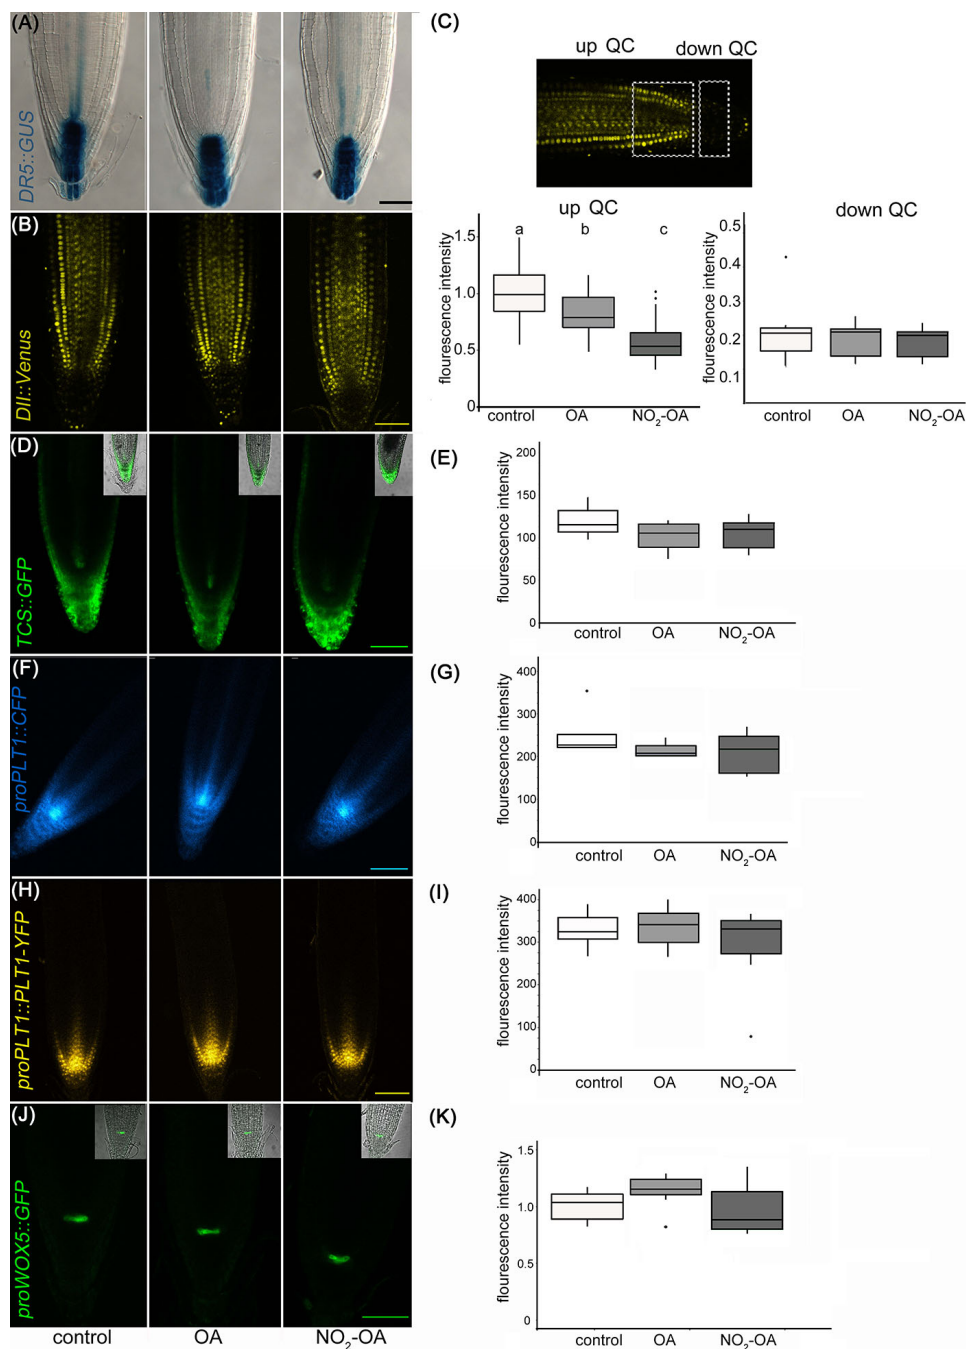 (A)
DR5::GUS
(B)
DII::Venus
(C)
up QC
down QC
up QC
a
b
c
flourescence intensity
1.5
1.0
0.5
0
control
OA
NO2-OA
down QC
flourescence intensity
0.5
0.4
0.3
0.2
0.1
control
OA
NO2-OA
(D)
TCS::GFP
(E)
flourescence intensity
200
150
100
50
0
control
OA
NO2-OA
(F)
proPLT1::CFP
(G)
flourescence intensity
400
300
200
100
0
control
OA
NO2-OA
(H)
proPLT1::PLT1-YFP
(I)
flourescence intensity
400
300
200
100
0
control
OA
NO2-OA
(J)
proWOX5::GFP
(K)
flourescence intensity
1.5
1.0
0.5
0
control
OA
NO2-OA
control
OA
NO2-OA